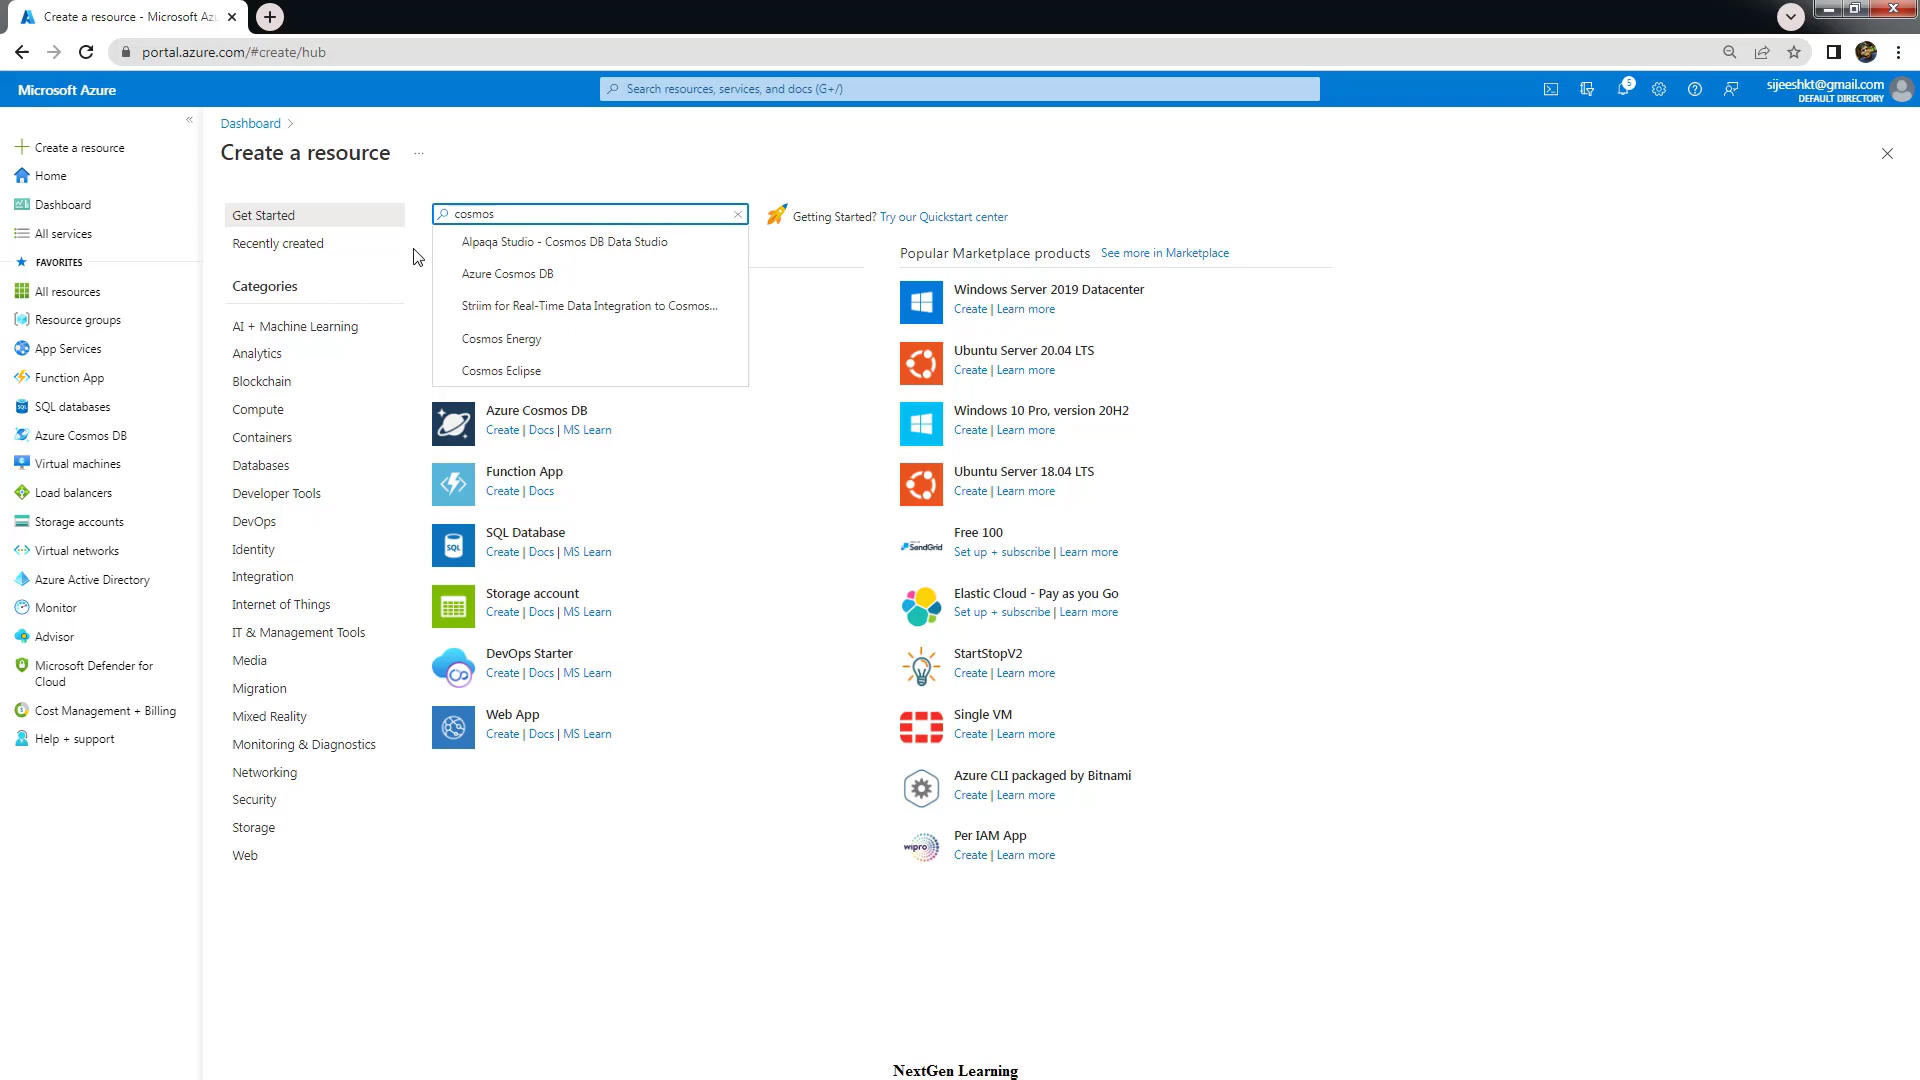 Create a resource - Microsoft Az
portal.azure.com/#create/hub
Microsoft Azure
Search resources, services, and docs (G+/)
5
sijeeshkt@gmail.com
DEFAULT DIRECTORY
Create a resource
Home
Dashboard
All services
FAVORITES
All resources
Resource groups
App Services
Function App
SQL databases
Azure Cosmos DB
Virtual machines
Load balancers
Storage accounts
Virtual networks
Azure Active Directory
Monitor
Advisor
Microsoft Defender for
Cloud
Cost Management + Billing
Help + support
Dashboard
Create a resource
Get Started
Recently created
Categories
AI + Machine Learning
Analytics
Blockchain
Compute
Containers
Databases
Developer Tools
DevOps
Identity
Integration
Internet of Things
IT & Management Tools
Media
Migration
Mixed Reality
Monitoring & Diagnostics
Networking
Security
Storage
Web
cosmos
Alpaqa Studio - Cosmos DB Data Studio
Azure Cosmos DB
Striim for Real-Time Data Integration to Cosmos...
Cosmos Energy
Cosmos Eclipse
Getting Started? Try our Quickstart center
Azure Cosmos DB
Create | Docs | MS Learn
Function App
Create | Docs
SQL
SQL Database
Create | Docs | MS Learn
Storage account
Create | Docs | MS Learn
DevOps Starter
Create | Docs | MS Learn
Web App
Create | Docs | MS Learn
Popular Marketplace products See more in Marketplace
Windows Server 2019 Datacenter
Create | Learn more
Ubuntu Server 20.04 LTS
Create | Learn more
Windows 10 Pro, version 20H2
Create | Learn more
Ubuntu Server 18.04 LTS
Create | Learn more
SendGrid
Free 100
Set up + subscribe | Learn more
Elastic Cloud - Pay as you Go
Set up + subscribe | Learn more
StartStopV2
Create | Learn more
Single VM
Create | Learn more
Azure CLI packaged by Bitnami
Create | Learn more
wipro
Per IAM App
Create | Learn more
NextGen Learning